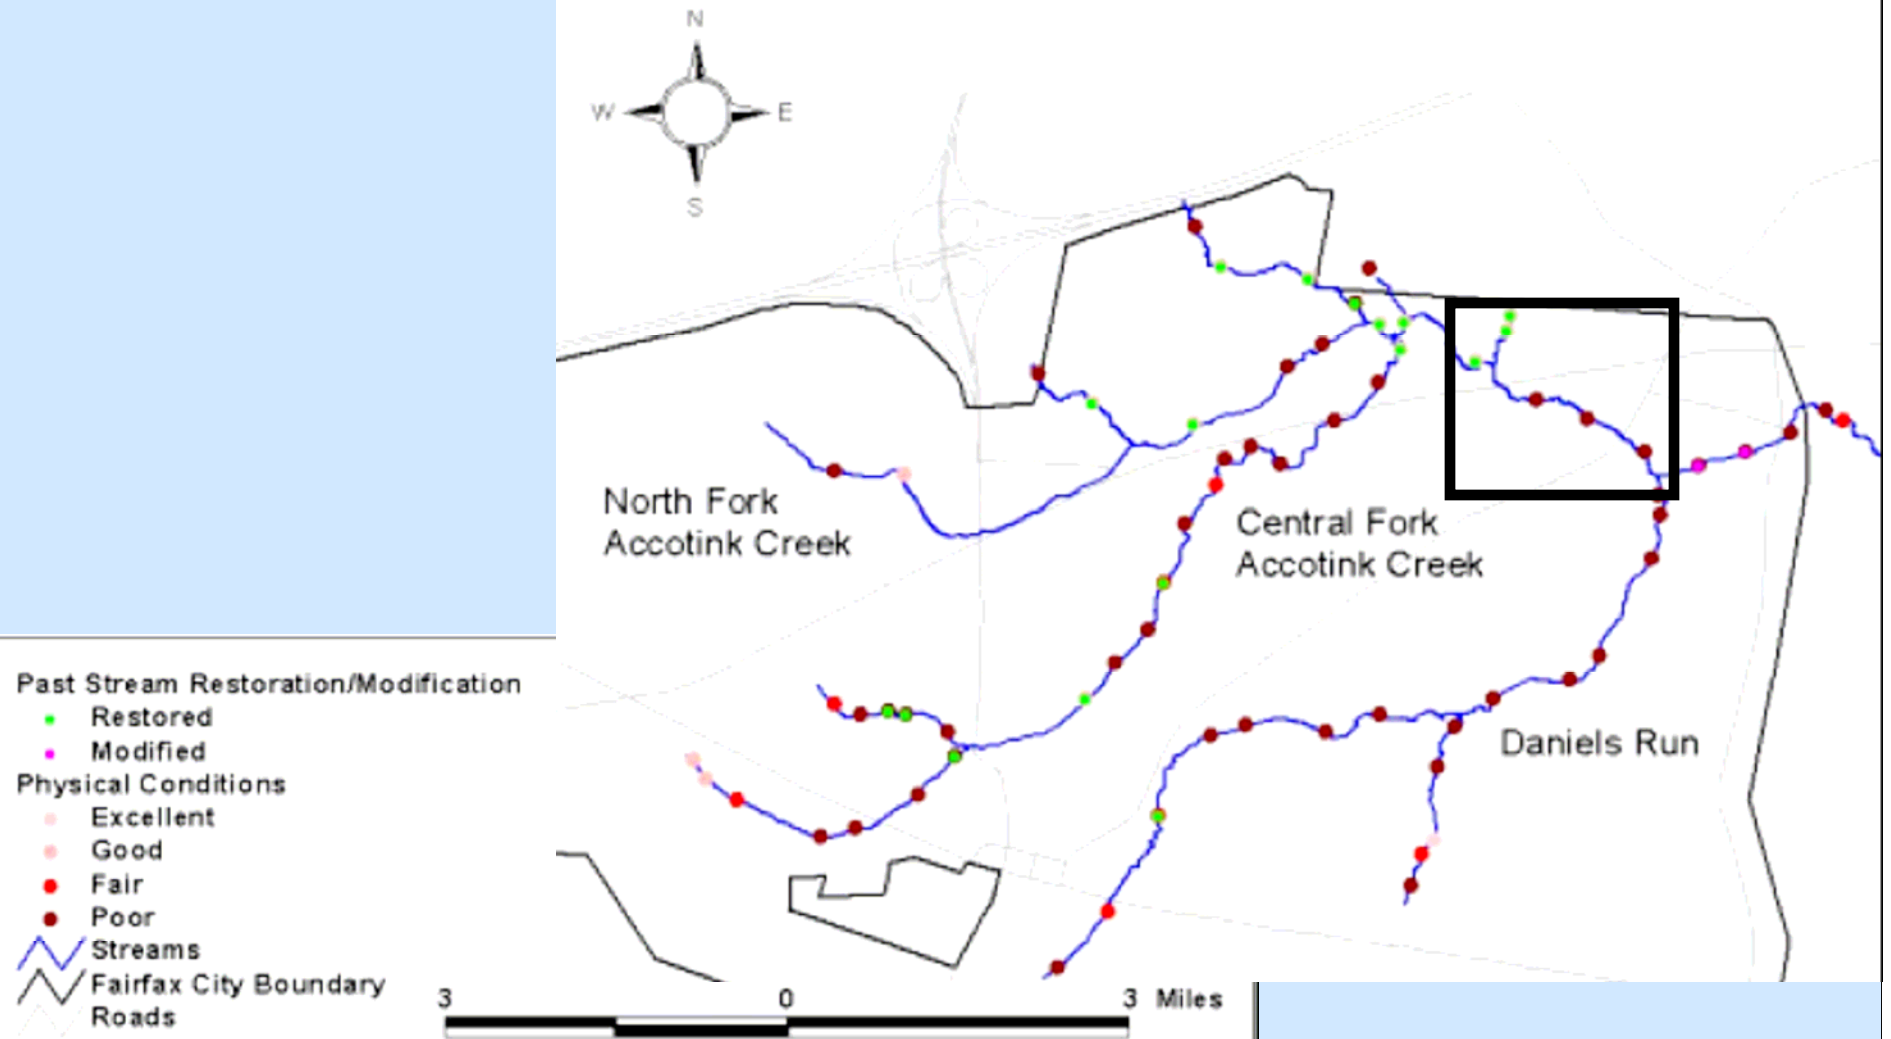 N
W E
S
North Fork
Accotink Creek
Central Fork
Accotink Creek
Daniels Run
Past Stream Restoration/Modification
Restored
Modified
Physical Conditions
Excellent
Good
Fair
Poor
Streams
Fairfax City Boundary
Roads
3 0 3 Miles